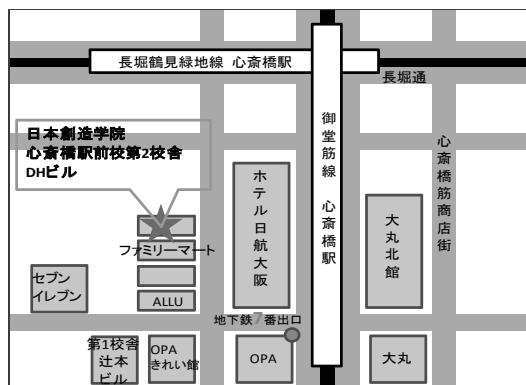 長堀鶴見緑地線 心斎橋駅
長堀通
日本創造学院
心斎橋駅前校第2校舎
DHビル
御堂筋線 心斎橋駅
心斎橋筋商店街
ホテル日航大阪
大丸北館
ファミリーマート
セブン
イレブン
ALLU
地下鉄7番出口
第1校舎
辻本
ビル
OPA
きれい館
OPA
大丸